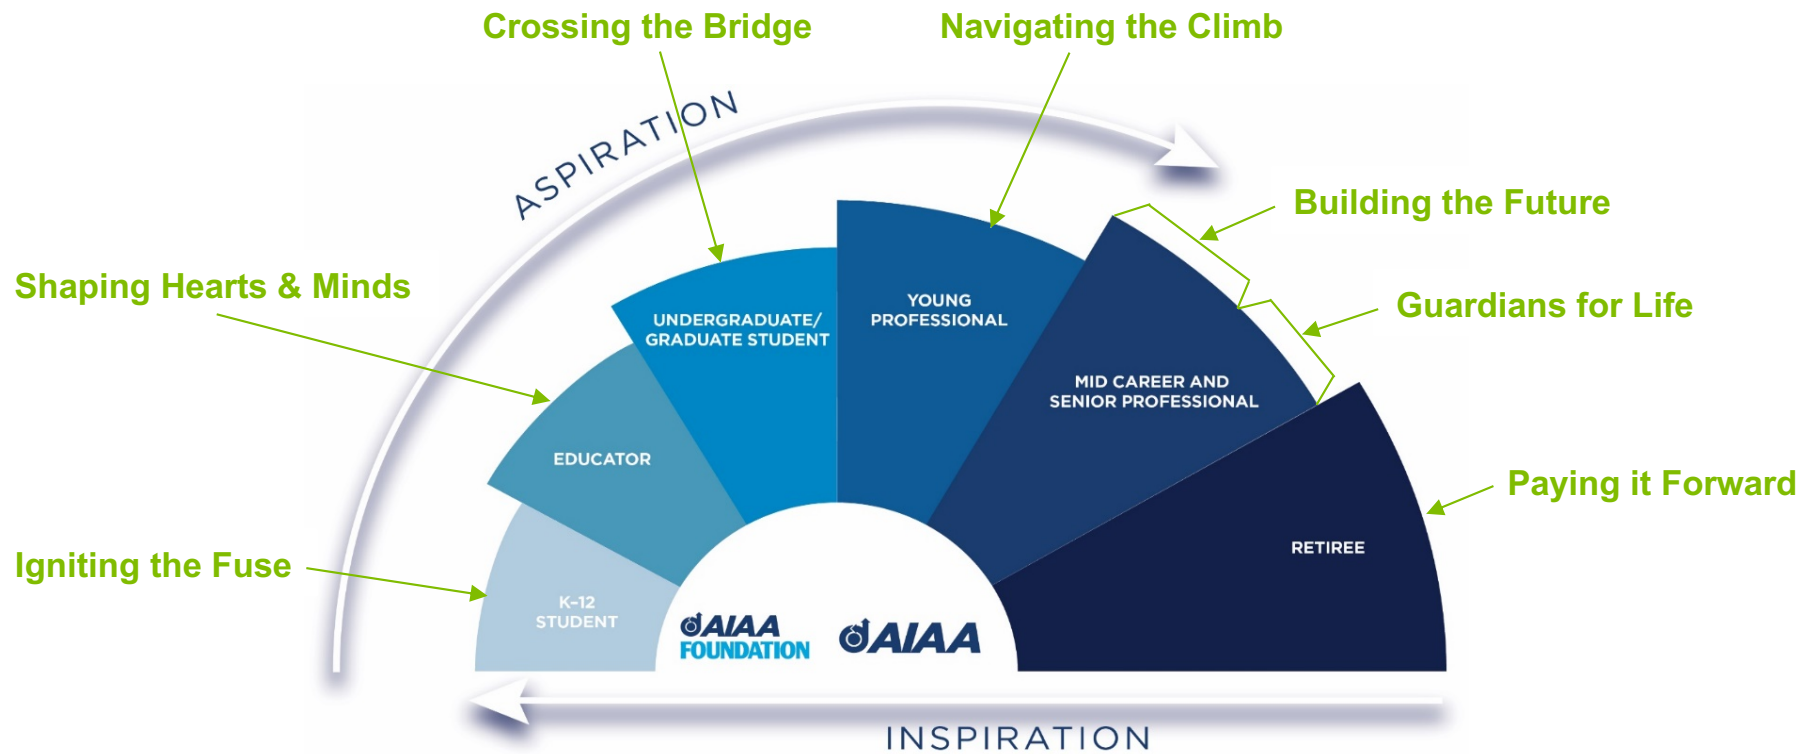 Crossing the Bridge
Navigating the Climb
ASPIRATION
Building the Future
Shaping Hearts & Minds
Guardians for Life
YOUNG
PROFESSIONAL
UNDERGRADUATE/
GRADUATE STUDENT
MID CAREER AND
SENIOR PROFESSIONAL
EDUCATOR
Paying it Forward
RETIREE
Igniting the Fuse
K–12
STUDENT
AIAA
FOUNDATION
AIAA
INSPIRATION